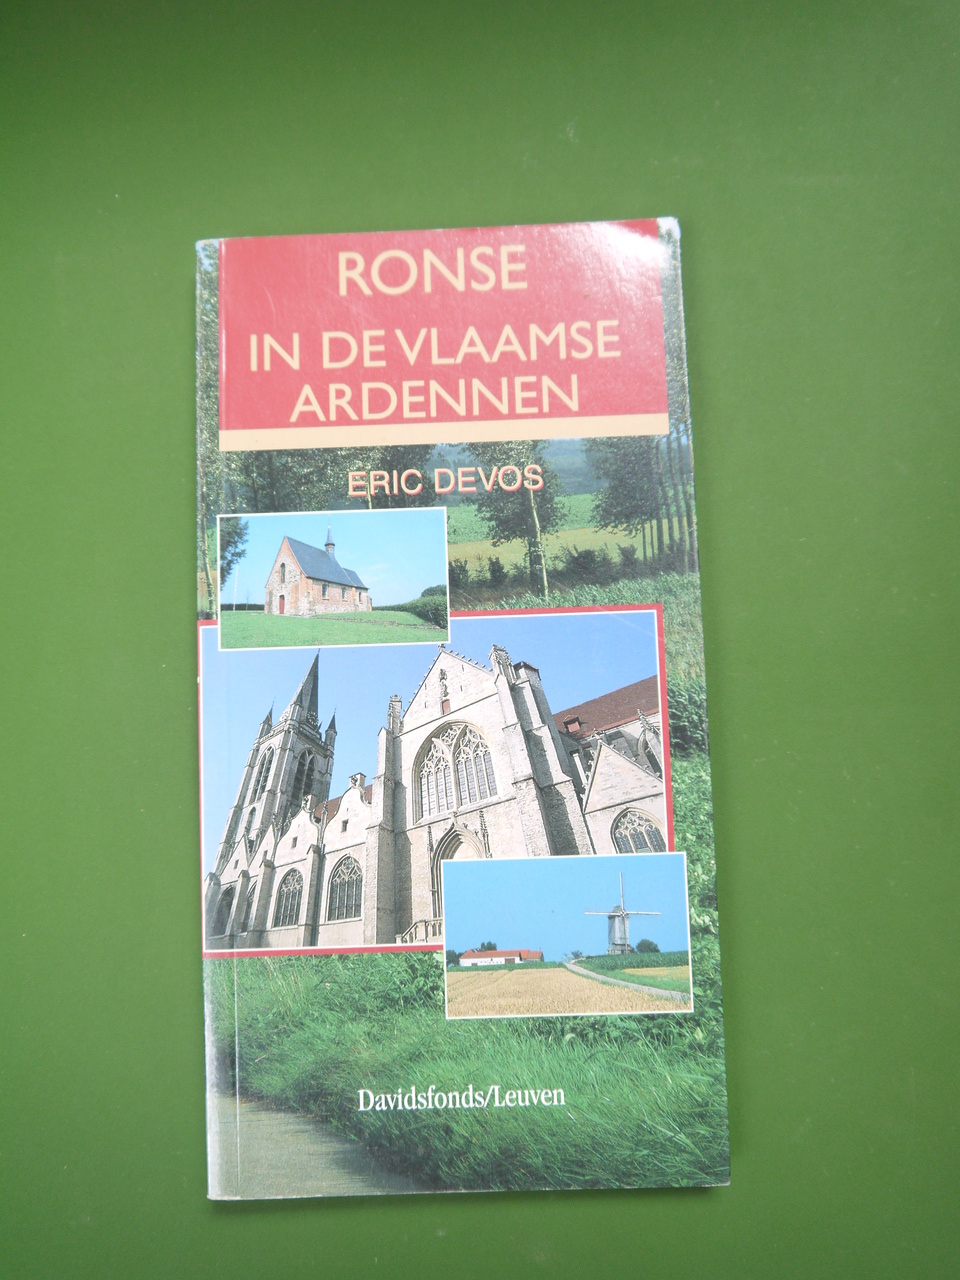 RONSE
IN DE VLAAMSE
ARDENNEN
ERIC DEVOS
Davidsfonds/Leuven